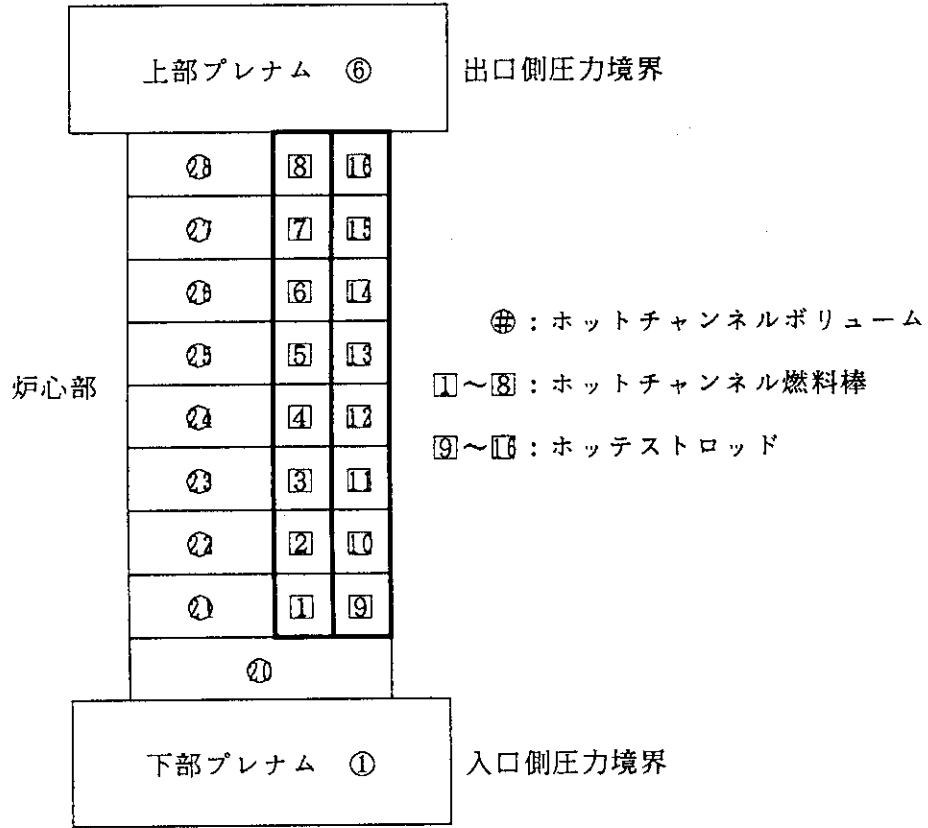 上部プレナム ⑥ 出口側圧力境界
㉘ 8 16
㉗ 7 15
㉖ 6 14
㊉:ホットチャンネルボリューム
㉕ 5 13
1~8:ホットチャンネル燃料棒
炉心部
㉔ 4 12
9~16:ホッテストロッド
㉓ 3 11
㉒ 2 10
㉑ 1 9
⑳
下部プレナム ① 入口側圧力境界